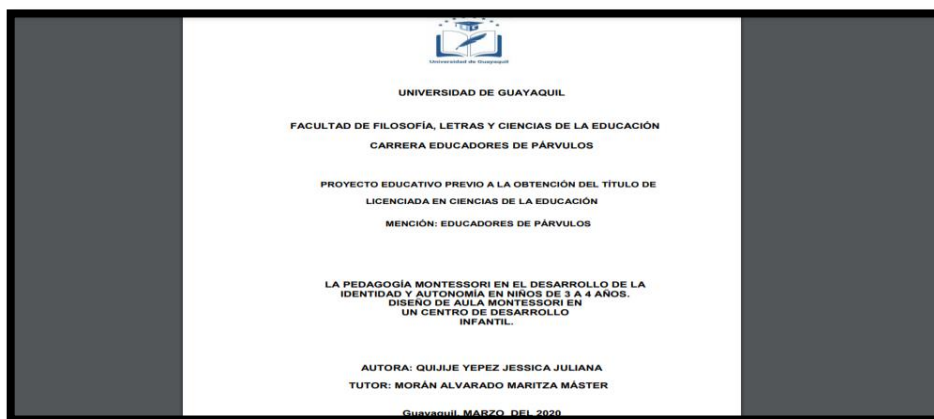 Universidad de Guayaquil
UNIVERSIDAD DE GUAYAQUIL
FACULTAD DE FILOSOFÍA, LETRAS Y CIENCIAS DE LA EDUCACIÓN
CARRERA EDUCADORES DE PÁRVULOS
PROYECTO EDUCATIVO PREVIO A LA OBTENCIÓN DEL TÍTULO DE
LICENCIADA EN CIENCIAS DE LA EDUCACIÓN
MENCIÓN: EDUCADORES DE PÁRVULOS
LA PEDAGOGÍA MONTESSORI EN EL DESARROLLO DE LA
IDENTIDAD Y AUTONOMÍA EN NIÑOS DE 3 A 4 AÑOS.
DISEÑO DE AULA MONTESSORI EN
UN CENTRO DE DESARROLLO
INFANTIL.
AUTORA: QUIJIJE YEPEZ JESSICA JULIANA
TUTOR: MORÁN ALVARADO MARITZA MÁSTER
Guayaquil, MARZO DEL 2020